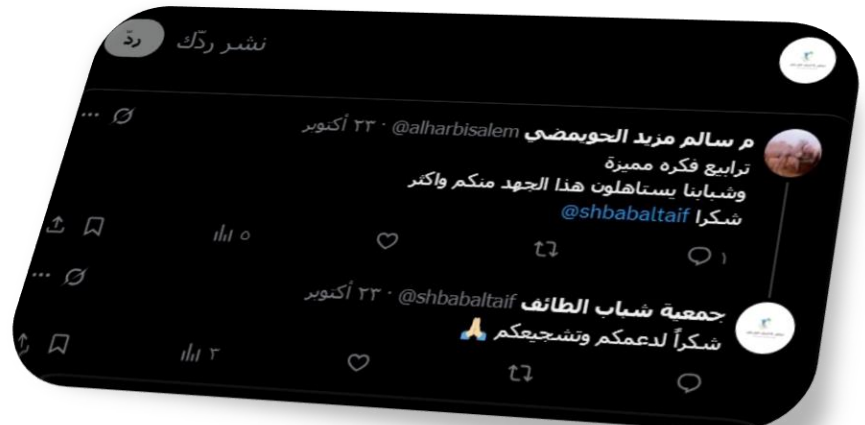 نشر ردّك
ردّ
م سالم مزيد الحويمضي @alharbisalem · ٢٣ أكتوبر
ترابيع فكره مميزة
وشبابنا يستاهلون هذا الجهد منكم واكثر
شكرا @shbabaltaif
١
٥
جمعية شباب الطائف @shbabaltaif · ٢٣ أكتوبر
شكراً لدعمكم وتشجيعكم 🙏🏻
٣